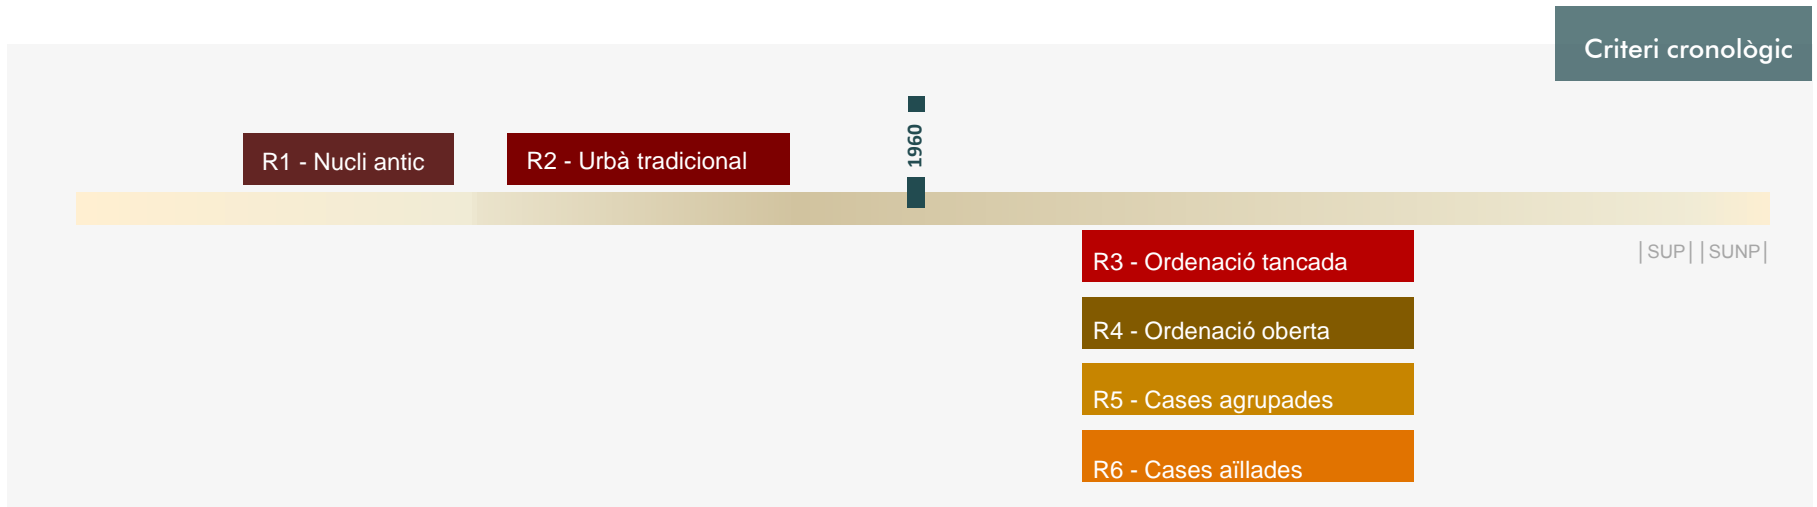 Criteri cronològic
1960
R1 - Nucli antic
R2 - Urbà tradicional
R3 - Ordenació tancada
|SUP||SUNP|
R4 - Ordenació oberta
R5 - Cases agrupades
R6 - Cases aïllades